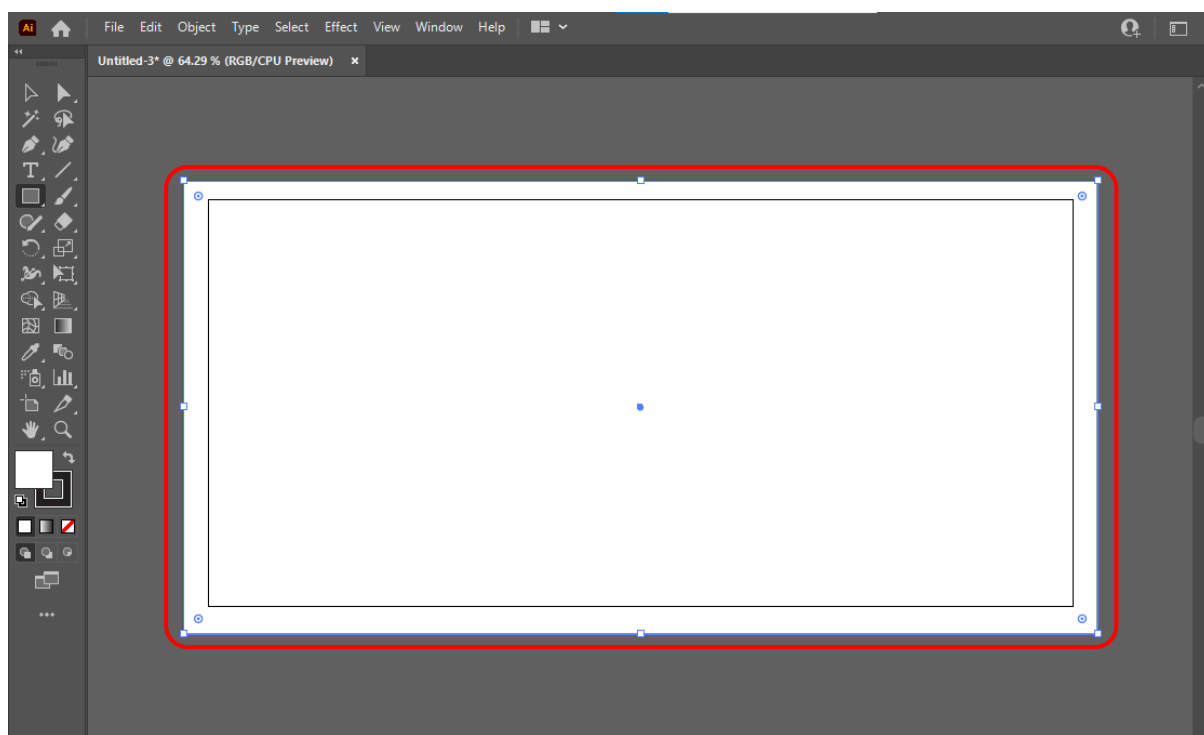 Ai File Edit Object Type Select Effect View Window Help
Untitled-3* @ 64.29 % (RGB/CPU Preview) ×